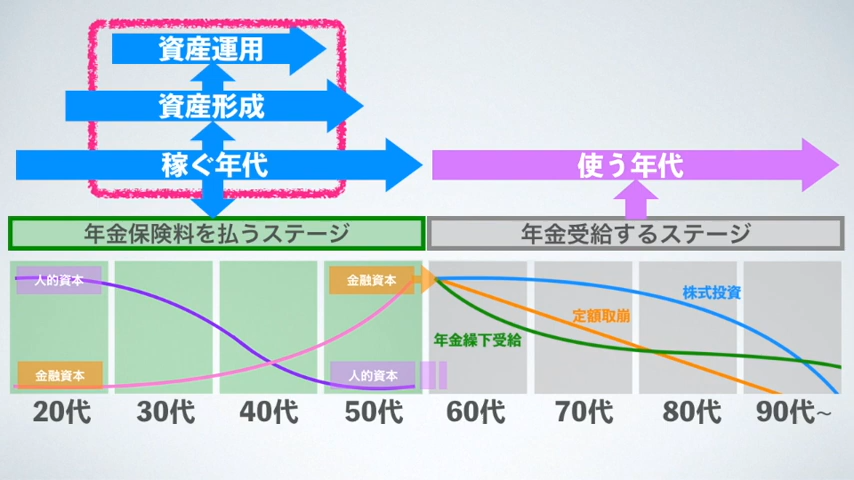 資産運用
資産形成
稼ぐ年代
使う年代
年金保険料を払うステージ
年金受給するステージ
人的資本
金融資本
株式投資
定額取崩
年金繰下受給
金融資本
人的資本
20代
30代
40代
50代
60代
70代
80代
90代～